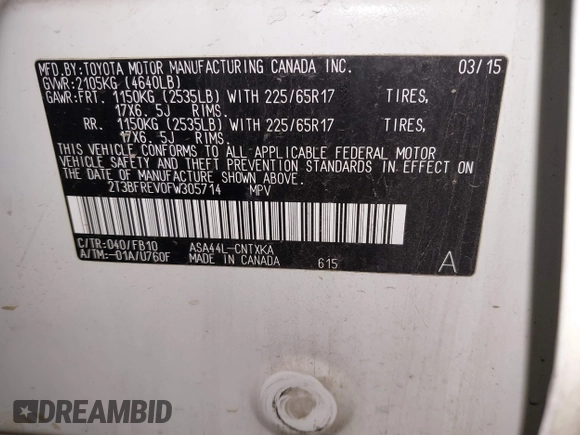 MFD.BY:TOYOTA MOTOR MANUFACTURING CANADA INC. 03/15
GVWR:2105KG (4640LB)
GAWR:FRT. 1150KG (2535LB) WITH 225/65R17 TIRES,
17X6. 5J RIMS.
RR. 1150KG (2535LB) WITH 225/65R17 TIRES,
17X6. 5J RIMS.
THIS VEHICLE CONFORMS TO ALL APPLICABLE FEDERAL MOTOR
VEHICLE SAFETY AND THEFT PREVENTION STANDARDS IN EFFECT ON
THE DATE OF MANUFACTURE SHOWN ABOVE.
2T3BFREV0FW305714 MPV
C/TR:040/FB10 ASA44L-CNTXKA
A/TM:-01A/U760F MADE IN CANADA 615 A
DREAMBID